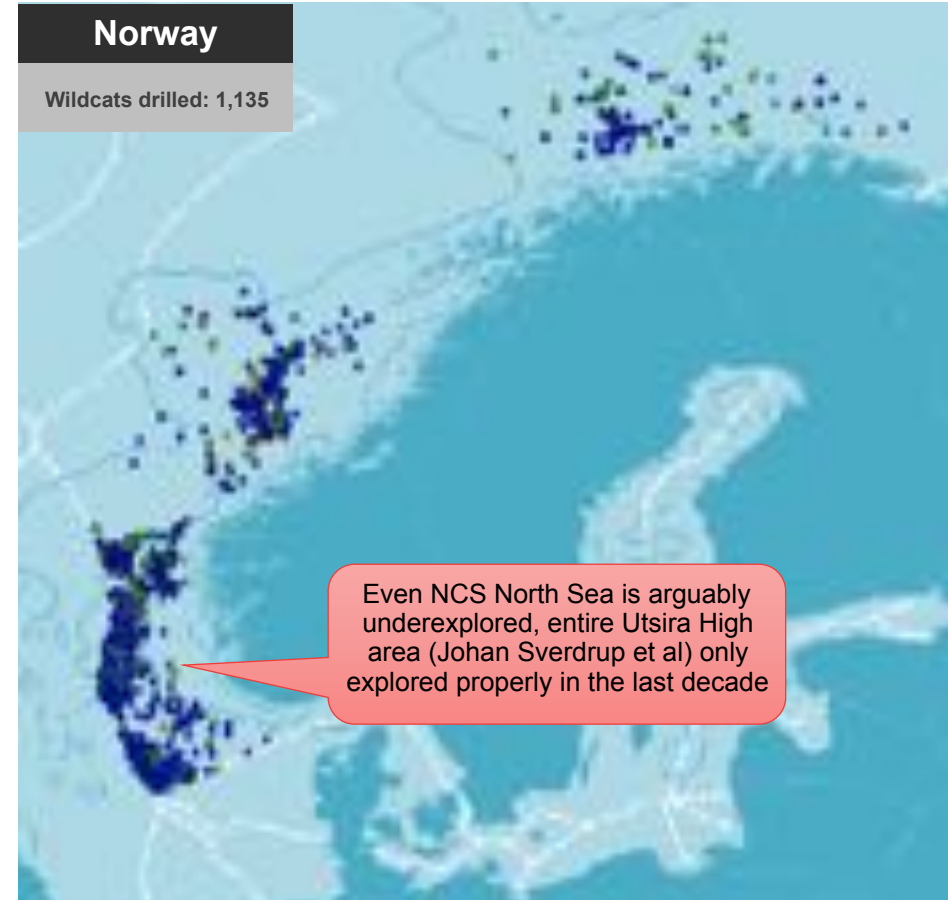 Norway
Wildcats drilled: 1,135
Even NCS North Sea is arguably
underexplored, entire Utsira High
area (Johan Sverdrup et al) only
explored properly in the last decade